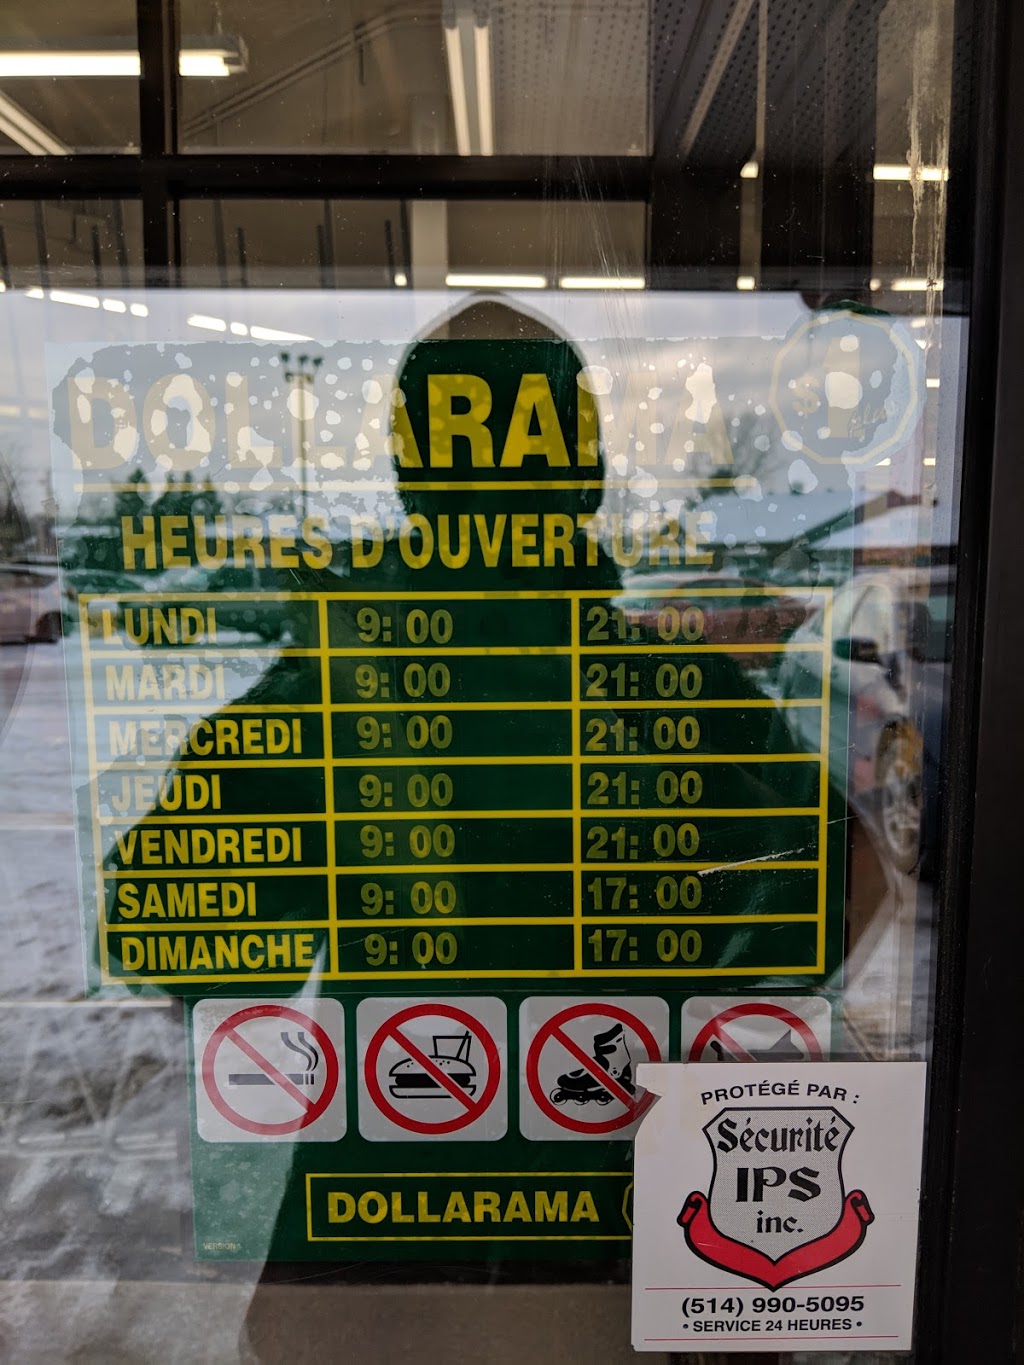 DOLLARAMA
$1
HEURES D'OUVERTURE
LUNDI 9: 00 21: 00
MARDI 9: 00 21: 00
MERCREDI 9: 00 21: 00
JEUDI 9: 00 21: 00
VENDREDI 9: 00 21: 00
SAMEDI 9: 00 17: 00
DIMANCHE 9: 00 17: 00
DOLLARAMA
PROTÉGÉ PAR :
Sécurité
IPS
inc.
(514) 990-5095
• SERVICE 24 HEURES •